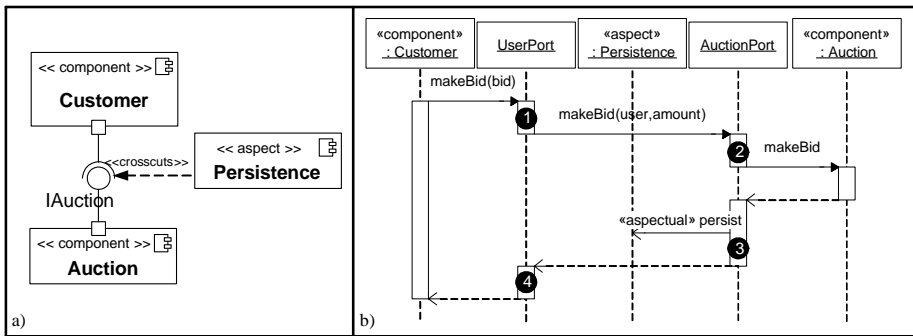 a)
<< component >>
Customer
<<crosscuts>>
<< aspect >>
Persistence
IAuction
<< component >>
Auction
b)
«component»
: Customer
UserPort
«aspect»
: Persistence
AuctionPort
«component»
: Auction
makeBid(bid)
1
makeBid(user,amount)
2
makeBid
«aspectual» persist
3
4